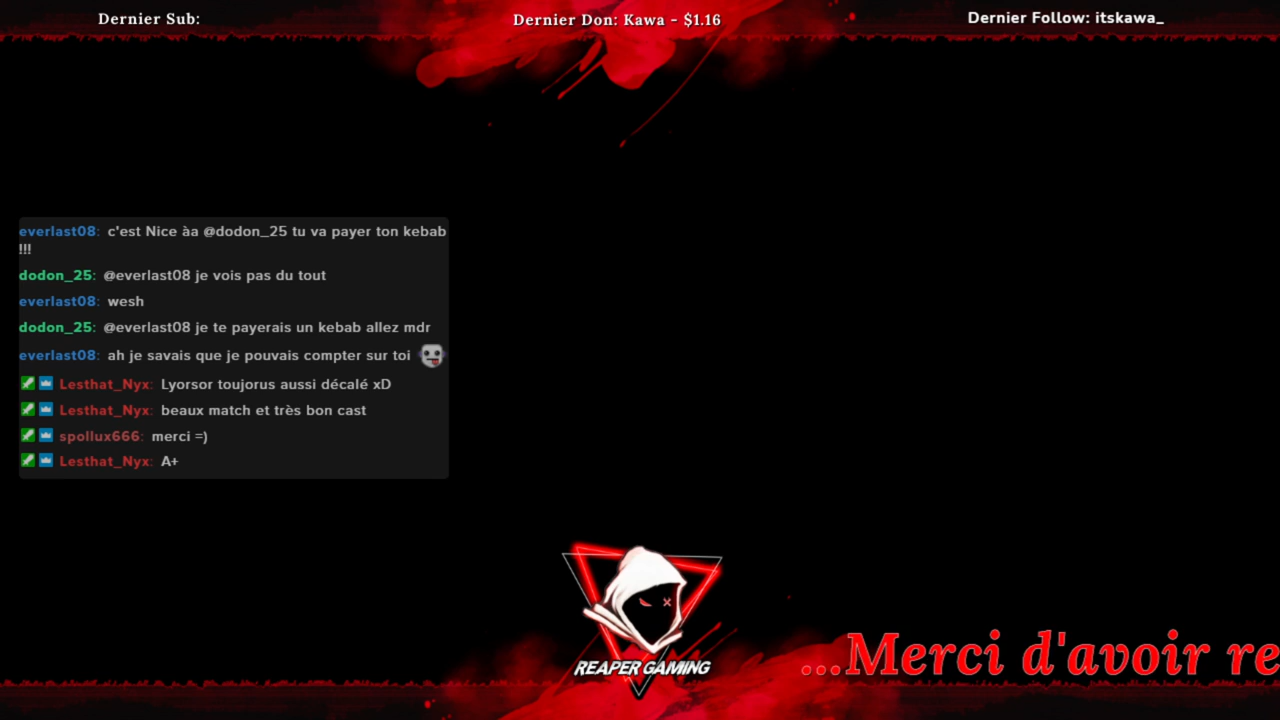 Dernier Sub:
Dernier Don: Kawa - $1.16
Dernier Follow: itskawa_
everlast08: c'est Nice àa @dodon_25 tu va payer ton kebab
!!!
dodon_25: @everlast08 je vois pas du tout
everlast08: wesh
dodon_25: @everlast08 je te payerais un kebab allez mdr
everlast08: ah je savais que je pouvais compter sur toi
Lesthat_Nyx: Lyorsor toujorus aussi décalé xD
Lesthat_Nyx: beaux match et très bon cast
spollux666: merci =)
Lesthat_Nyx: A+
REAPER GAMING
...Merci d'avoir re